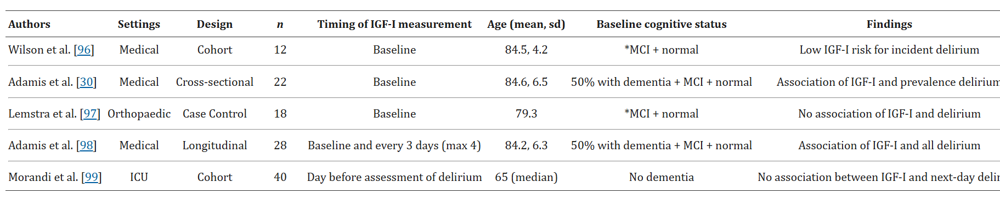 Authors Settings Design n Timing of IGF-I measurement Age (mean, sd) Baseline cognitive status Findings
Wilson et al. [96] Medical Cohort 12 Baseline 84.5, 4.2 *MCI + normal Low IGF-I risk for incident delirium
Adamis et al. [30] Medical Cross-sectional 22 Baseline 84.6, 6.5 50% with dementia + MCI + normal Association of IGF-I and prevalence delirium
Lemstra et al. [97] Orthopaedic Case Control 18 Baseline 79.3 *MCI + normal No association of IGF-I and delirium
Adamis et al. [98] Medical Longitudinal 28 Baseline and every 3 days (max 4) 84.2, 6.3 50% with dementia + MCI + normal Association of IGF-I and all delirium
Morandi et al. [99] ICU Cohort 40 Day before assessment of delirium 65 (median) No dementia No association between IGF-I and next-day